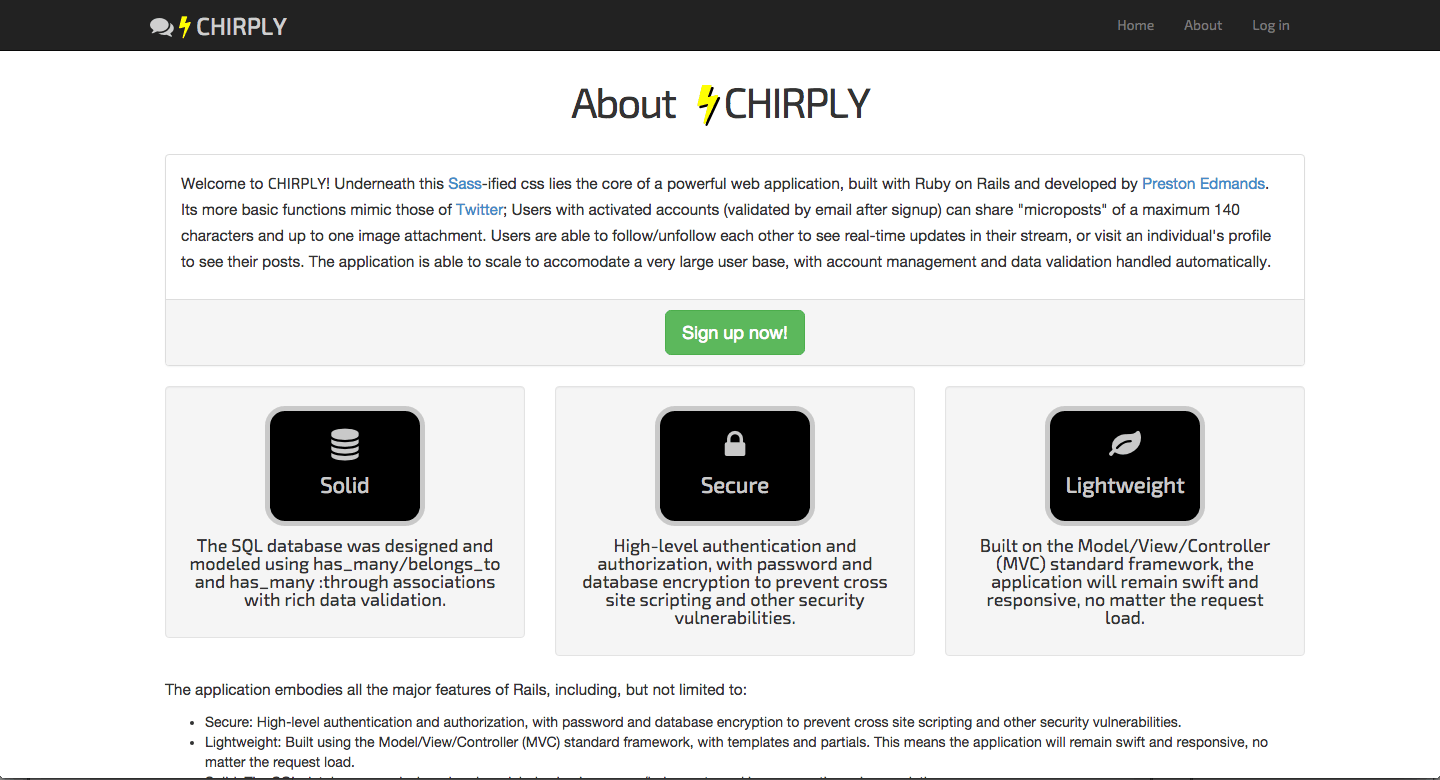 CHIRPLY
Home
About
Log in
About CHIRPLY
Welcome to CHIRPLY! Underneath this Sass-ified css lies the core of a powerful web application, built with Ruby on Rails and developed by Preston Edmands.
Its more basic functions mimic those of Twitter; Users with activated accounts (validated by email after signup) can share "microposts" of a maximum 140
characters and up to one image attachment. Users are able to follow/unfollow each other to see real-time updates in their stream, or visit an individual's profile
to see their posts. The application is able to scale to accomodate a very large user base, with account management and data validation handled automatically.
Sign up now!
Solid
The SQL database was designed and
modeled using has_many/belongs_to
and has_many :through associations
with rich data validation.
Secure
High-level authentication and
authorization, with password and
database encryption to prevent cross
site scripting and other security
vulnerabilities.
Lightweight
Built on the Model/View/Controller
(MVC) standard framework, the
application will remain swift and
responsive, no matter the request
load.
The application embodies all the major features of Rails, including, but not limited to:
Secure: High-level authentication and authorization, with password and database encryption to prevent cross site scripting and other security vulnerabilities.
Lightweight: Built using the Model/View/Controller (MVC) standard framework, with templates and partials. This means the application will remain swift and responsive, no
matter the request load.